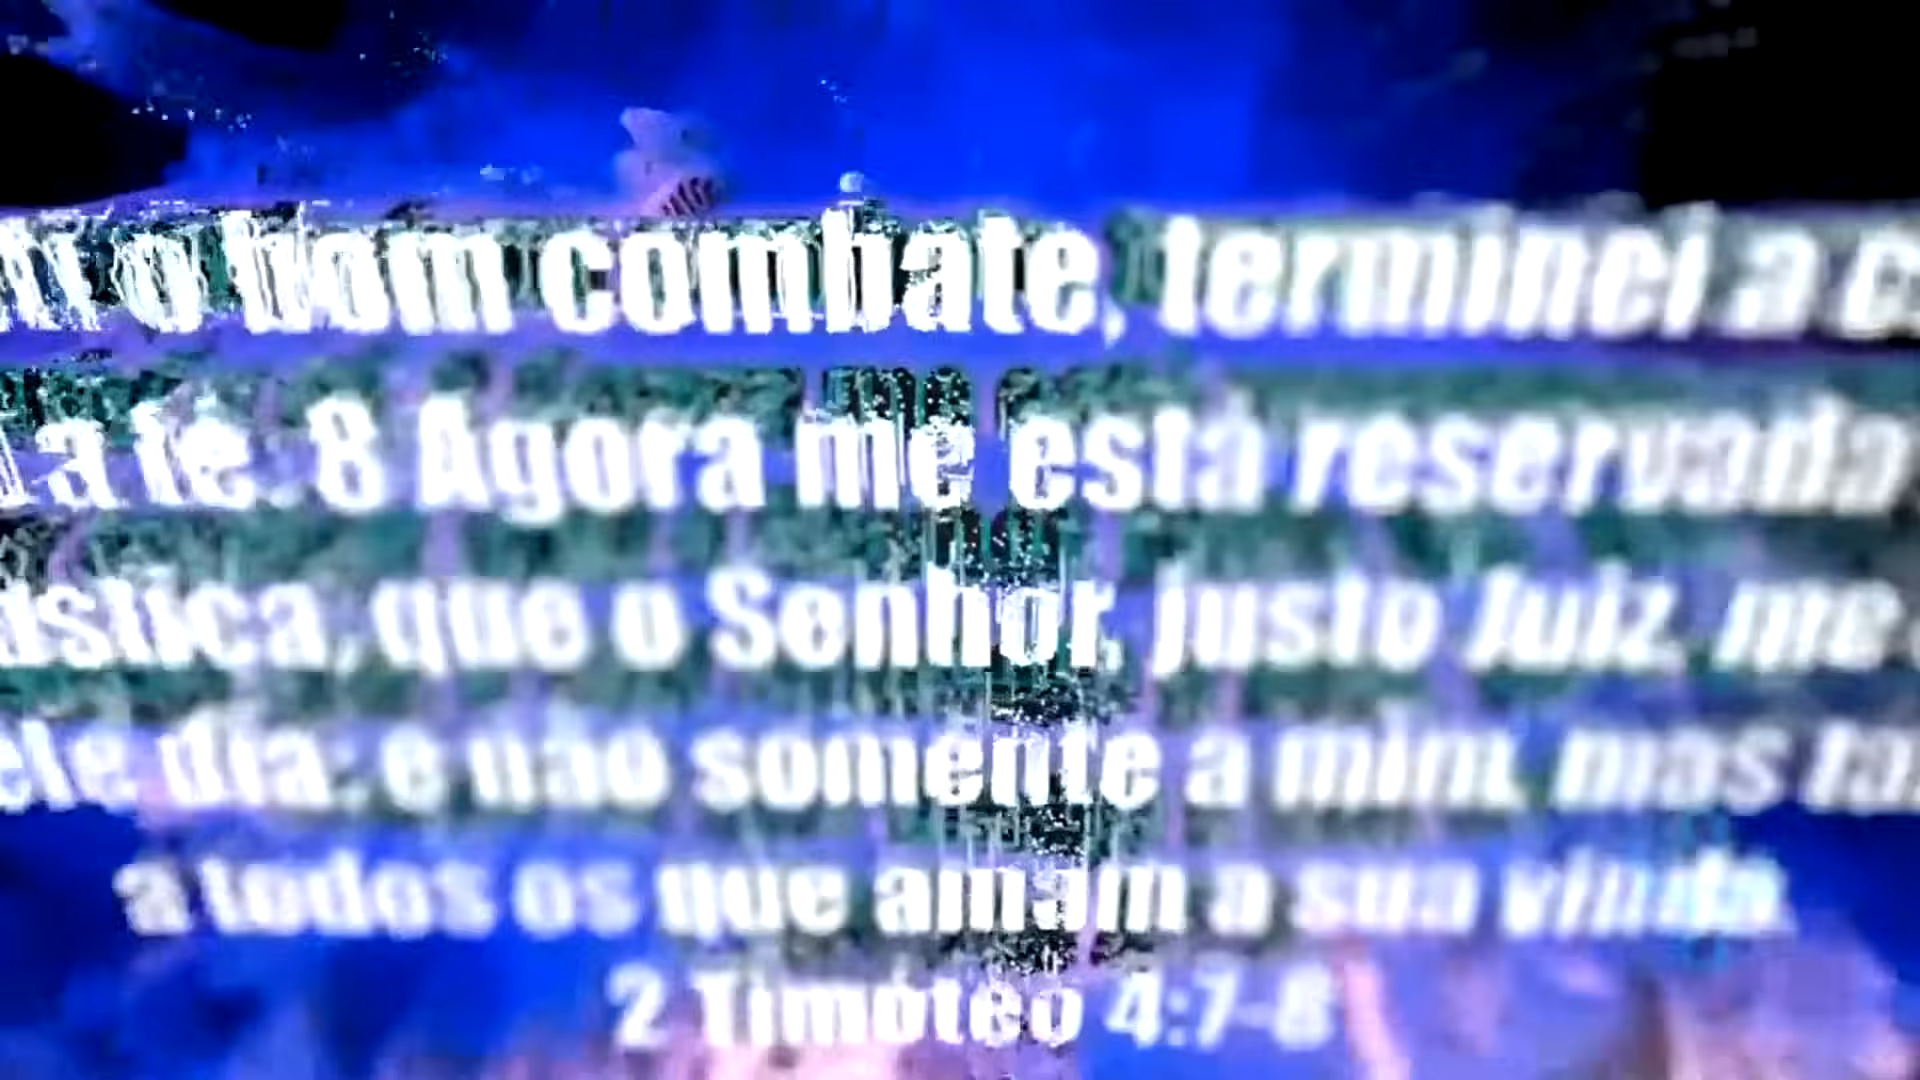 o bom combate, terminei a
a fé. 8 Agora me está reservada
que o Senhor, justo Juiz, me
dia; e não somente a mim, mas
a todos os que amam a sua vinda.
2 Timóteo 4:7-8